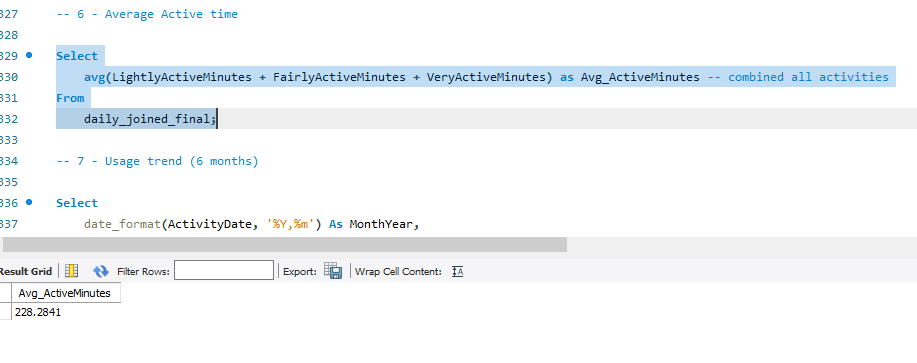 327 -- 6 - Average Active time
328
329 Select
330 avg(LightlyActiveMinutes + FairlyActiveMinutes + VeryActiveMinutes) as Avg_ActiveMinutes -- combined all activities
331 From
332 daily_joined_final;
333
334 -- 7 - Usage trend (6 months)
335
336 Select
337 date_format(ActivityDate, '%Y,%m') As MonthYear,
Result Grid Filter Rows: Export: Wrap Cell Content:
Avg_ActiveMinutes
228.2841